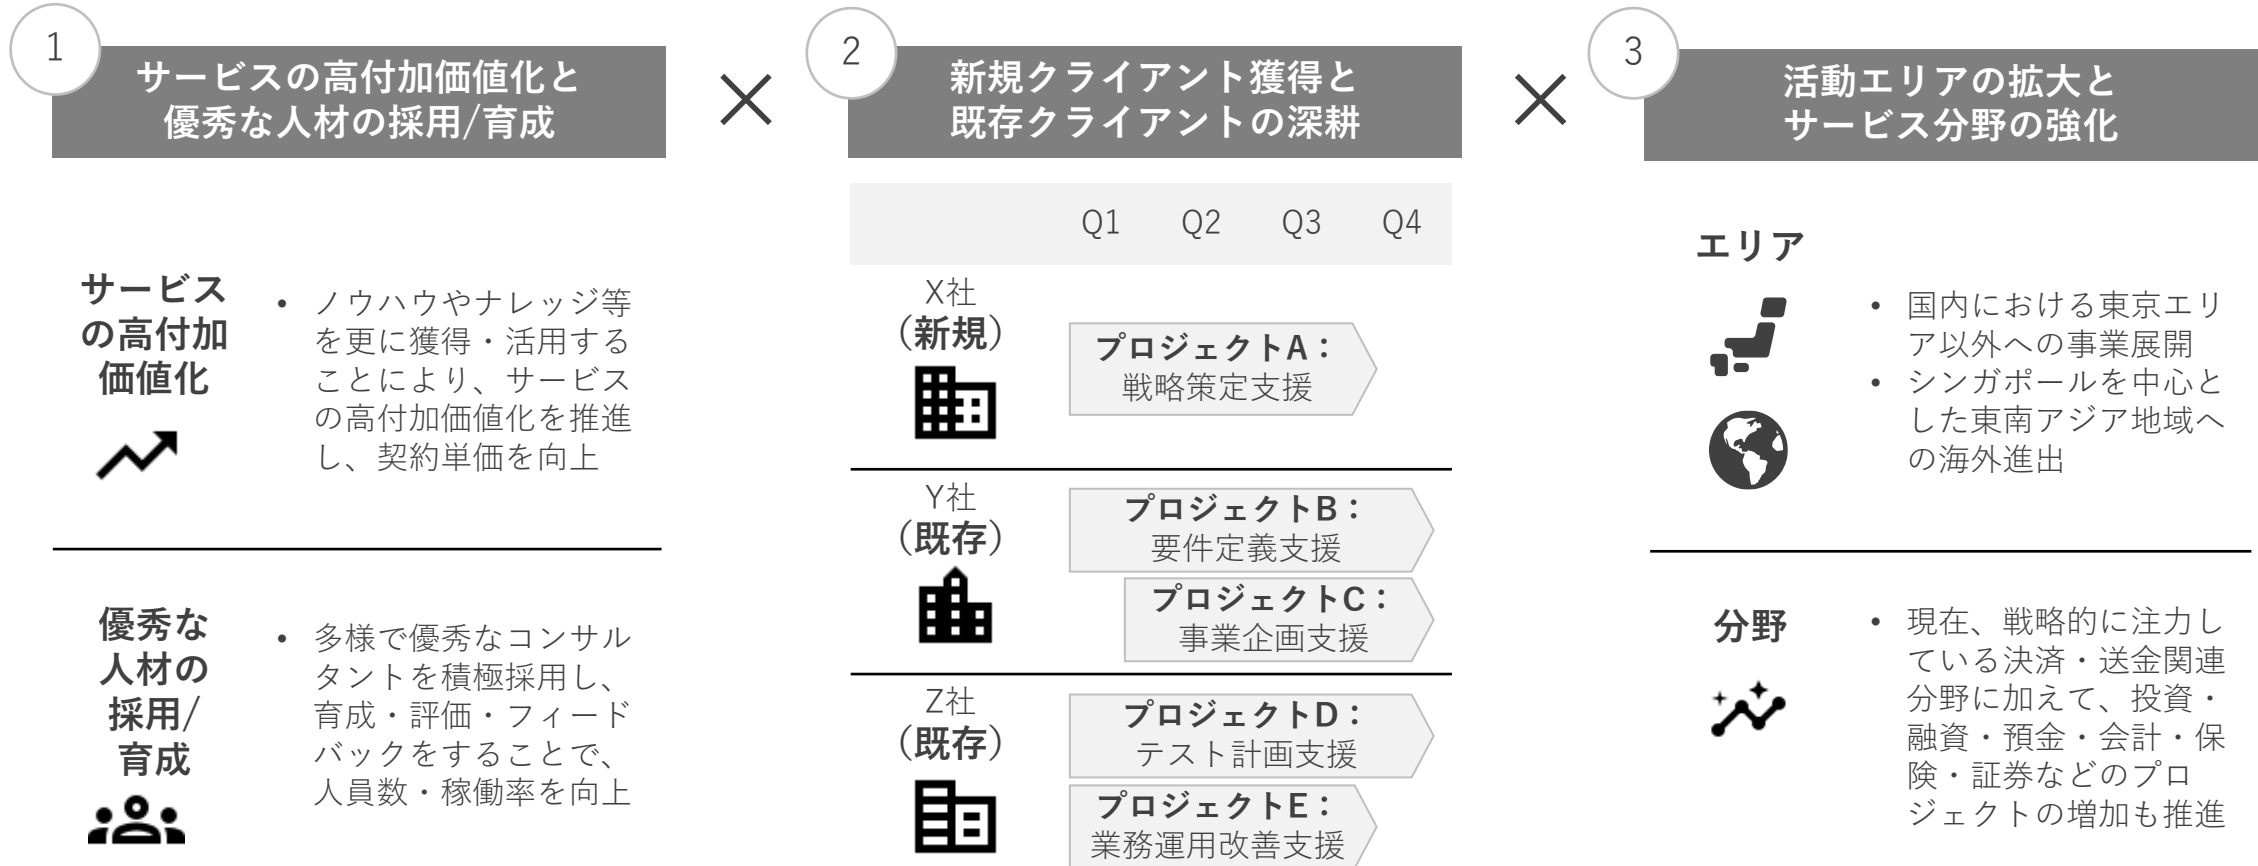 1
サービスの高付加価値化と
優秀な人材の採用/育成
サービス
の高付加
価値化
• ノウハウやナレッジ等
を更に獲得・活用する
ことにより、サービス
の高付加価値化を推進
し、契約単価を向上
優秀な
人材の
採用/
育成
• 多様で優秀なコンサル
タントを積極採用し、
育成・評価・フィード
バックをすることで、
人員数・稼働率を向上
×
2
新規クライアント獲得と
既存クライアントの深耕
Q1 Q2 Q3 Q4
X社
（新規）
プロジェクトA：
戦略策定支援
Y社
（既存）
プロジェクトB：
要件定義支援
プロジェクトC：
事業企画支援
Z社
（既存）
プロジェクトD：
テスト計画支援
プロジェクトE：
業務運用改善支援
×
3
活動エリアの拡大と
サービス分野の強化
エリア
• 国内における東京エリ
ア以外への事業展開
• シンガポールを中心と
した東南アジア地域へ
の海外進出
分野
• 現在、戦略的に注力し
ている決済・送金関連
分野に加えて、投資・
融資・預金・会計・保
険・証券などのプロ
ジェクトの増加も推進